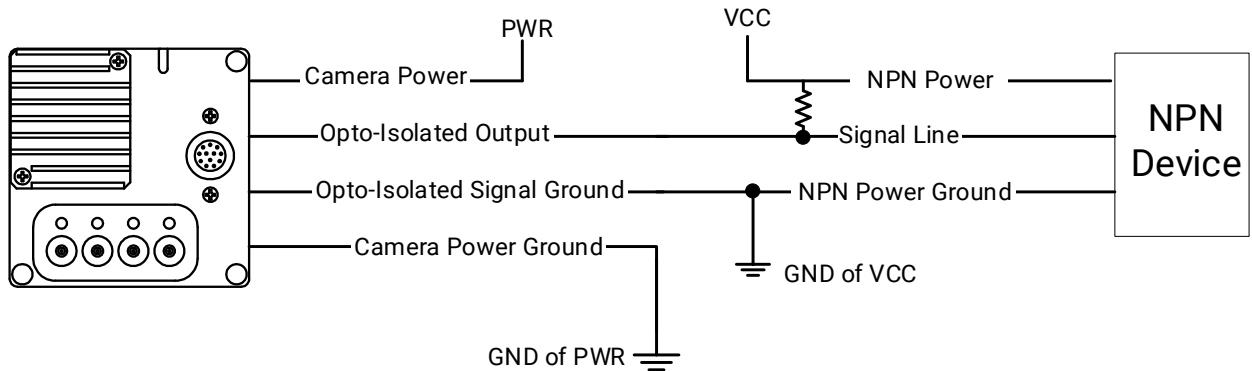 PWR
VCC
Camera Power
NPN Power
Opto-Isolated Output
Signal Line
NPN
Device
Opto-Isolated Signal Ground
NPN Power Ground
Camera Power Ground
GND of VCC
GND of PWR